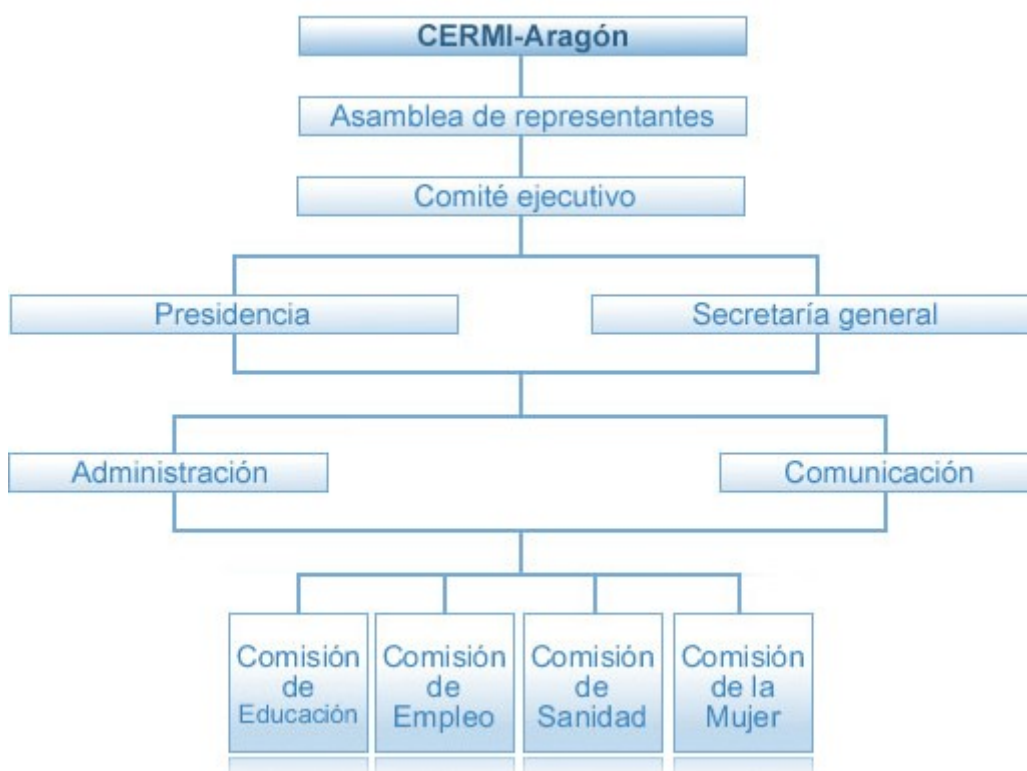 CERMI-Aragón
Asamblea de representantes
Comité ejecutivo
Presidencia
Secretaría general
Administración
Comunicación
Comisión
de
Educación
Comisión
de
Empleo
Comisión
de
Sanidad
Comisión
de la
Mujer